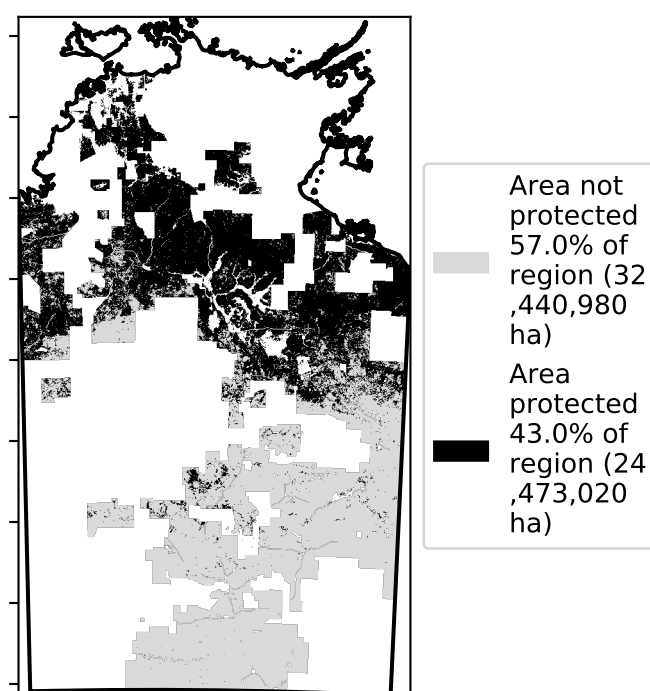 Area not
protected
57.0% of
region (32
,440,980
ha)
Area
protected
43.0% of
region (24
,473,020
ha)